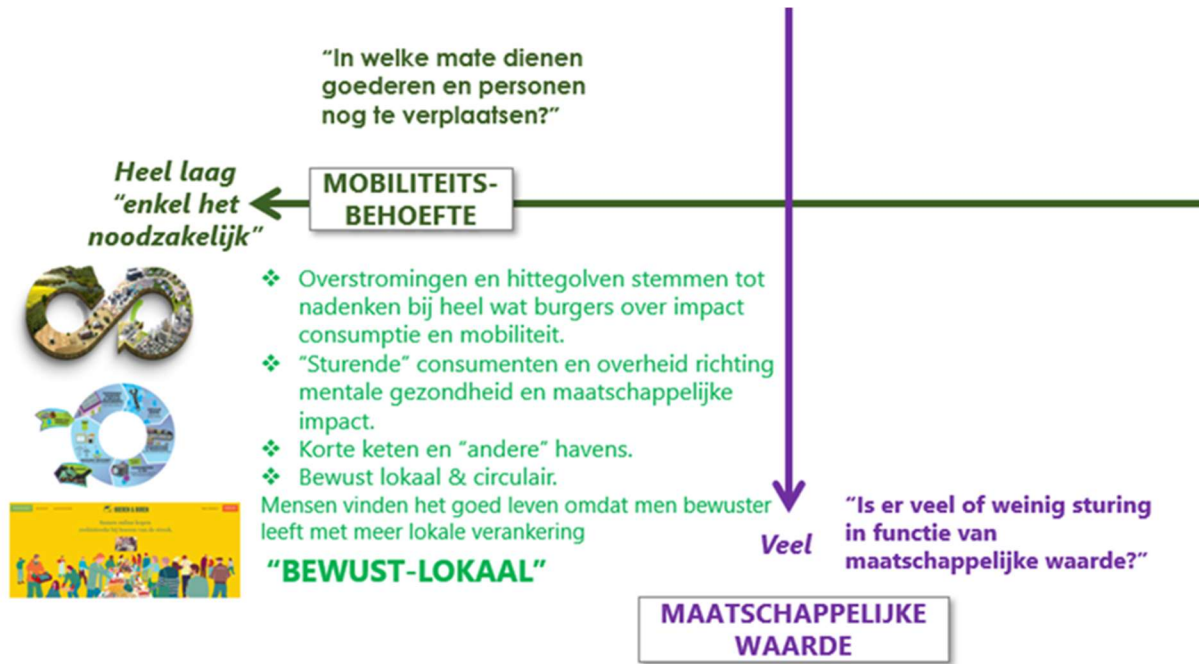 “In welke mate dienen
goederen en personen
nog te verplaatsen?”
Heel laag
“enkel het
noodzakelijk”
MOBILITEITS-
BEHOEFTE
❖ Overstromingen en hittegolven stemmen tot
nadenken bij heel wat burgers over impact
consumptie en mobiliteit.
❖ “Sturende” consumenten en overheid richting
mentale gezondheid en maatschappelijke
impact.
❖ Korte keten en “andere” havens.
❖ Bewust lokaal & circulair.
Mensen vinden het goed leven omdat men bewuster
leeft met meer lokale verankering
“BEWUST-LOKAAL”
Veel
“Is er veel of weinig sturing
in functie van
maatschappelijke waarde?”
MAATSCHAPPELIJKE
WAARDE